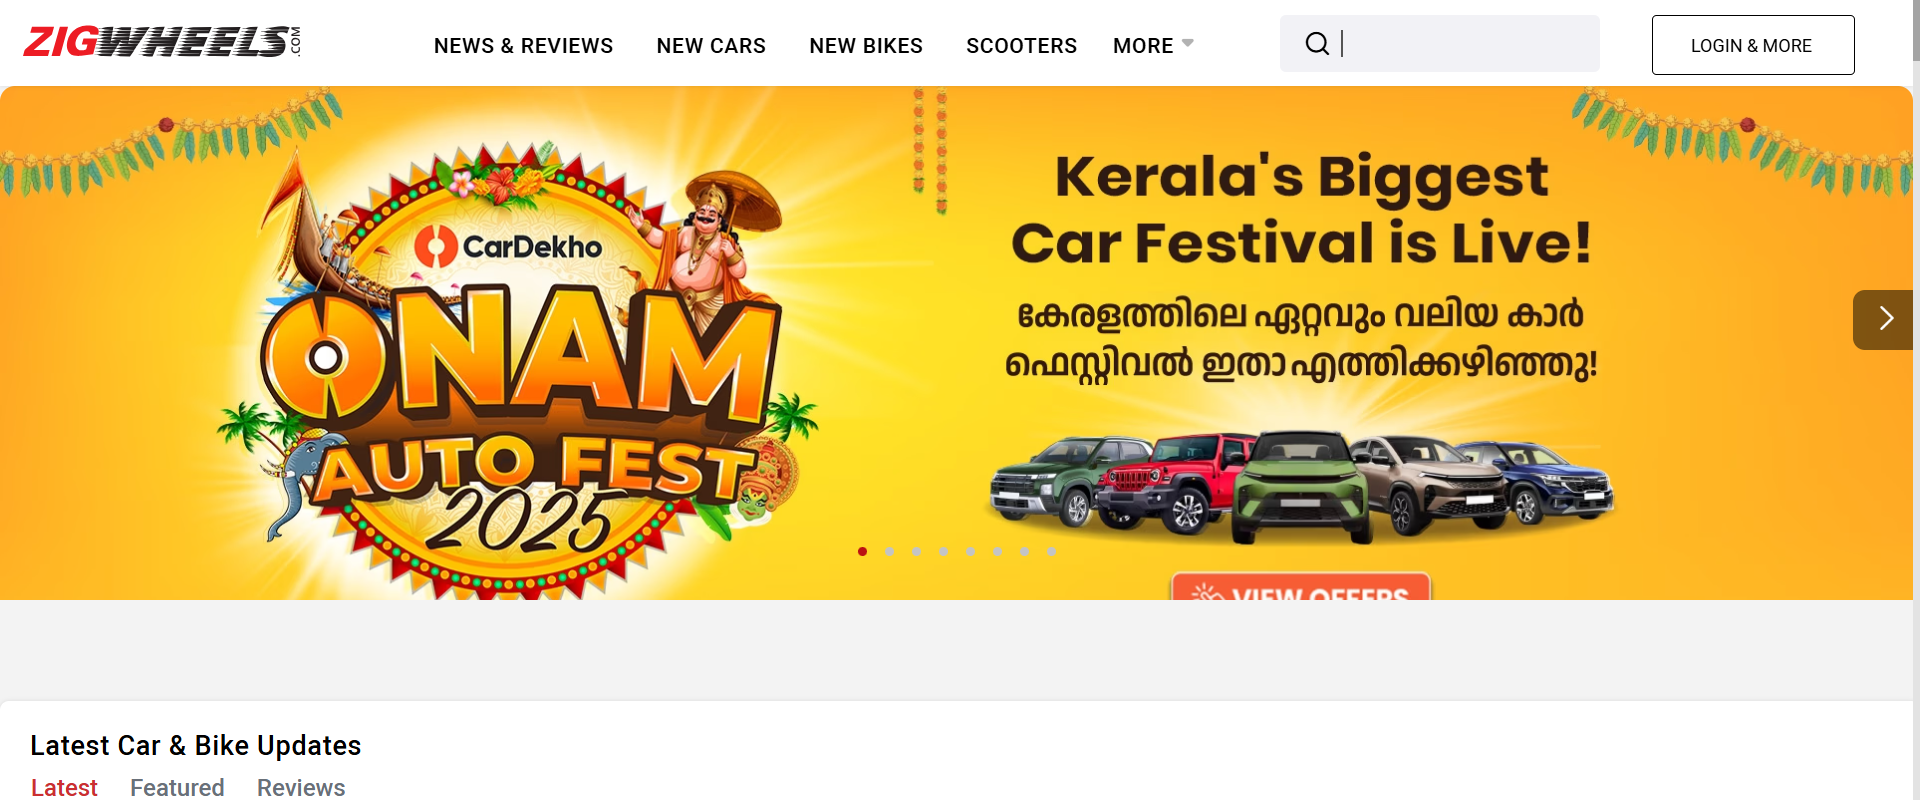 ZIGWHEELS.COM
NEWS & REVIEWS
NEW CARS
NEW BIKES
SCOOTERS
MORE
LOGIN & MORE
CarDekho
ONAM
AUTO FEST
2025
Kerala's Biggest
Car Festival is Live!
കേരളത്തിലെ ഏറ്റവും വലിയ കാർ
ഫെസ്റ്റിവൽ ഇതാ എത്തിക്കഴിഞ്ഞു!
VIEW OFFERS
Latest Car & Bike Updates
Latest
Featured
Reviews